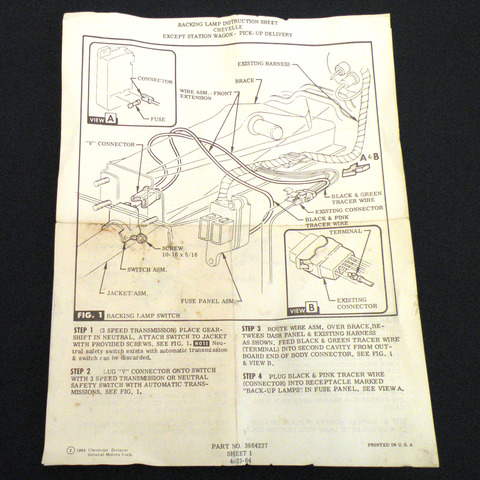 BACKING LAMP INSTRUCTION SHEET
CHEVELLE
EXCEPT STATION WAGON - PICK-UP DELIVERY
CONNECTOR
FUSE
VIEW A
EXISTING HARNESS
BRACE
WIRE ASM. - FRONT
EXTENSION
"Y" CONNECTOR
A & B
BLACK & GREEN
TRACER WIRE
EXISTING CONNECTOR
BLACK & PINK
TRACER WIRE
TERMINAL
SCREW
10-16 x 5/16
SWITCH ASM.
JACKET ASM.
FUSE PANEL ASM.
VIEW B
EXISTING
CONNECTOR
FIG. 1 BACKING LAMP SWITCH
STEP 1 (3 SPEED TRANSMISSION) PLACE GEAR-
SHIFT IN NEUTRAL, ATTACH SWITCH TO JACKET
WITH PROVIDED SCREWS, SEE FIG. 1. NOTE Neu-
tral safety switch exists with automatic transmission
& switch can be discarded.
STEP 2 LUG "Y" CONNECTOR ONTO SWITCH
WITH 3 SPEED TRANSMISSION OR NEUTRAL
SAFETY SWITCH WITH AUTOMATIC TRANS-
MISSIONS, SEE FIG. 1.
STEP 3 ROUTE WIRE ASM. OVER BRACE, BE-
TWEEN DASH PANEL & EXISTING HARNESS
AS SHOWN. FEED BLACK & GREEN TRACER WIRE
(TERMINAL) INTO SECOND CAVITY FROM OUT-
BOARD END OF BODY CONNECTOR, SEE FIG. 1
& VIEW B.
STEP 4 PLUG BLACK & PINK TRACER WIRE
(CONNECTOR) INTO RECEPTACLE MARKED
"BACK-UP LAMPS" IN FUSE PANEL, SEE VIEW A.
1964 Chevrolet Division
General Motors Corp.
PART NO. 3864237
SHEET 1
PRINTED IN U. S. A.